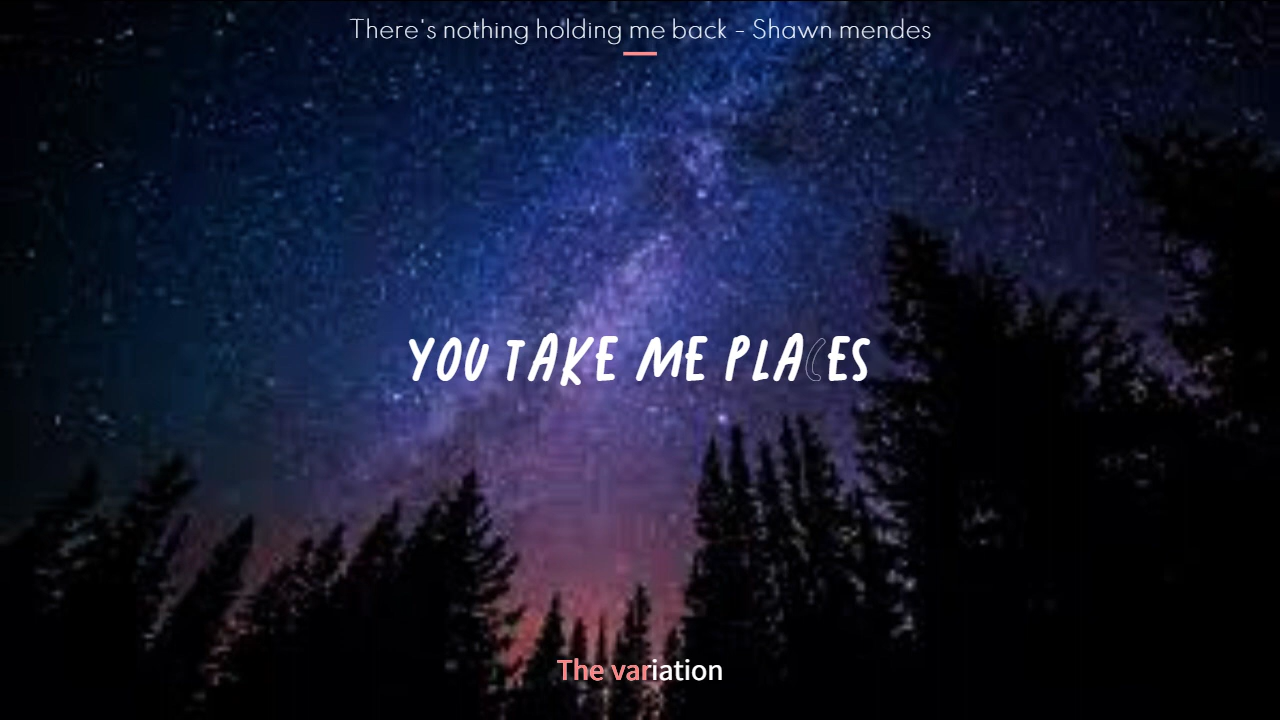 There's nothing holding me back - Shawn mendes
YOU TAKE ME PLACES
The variation